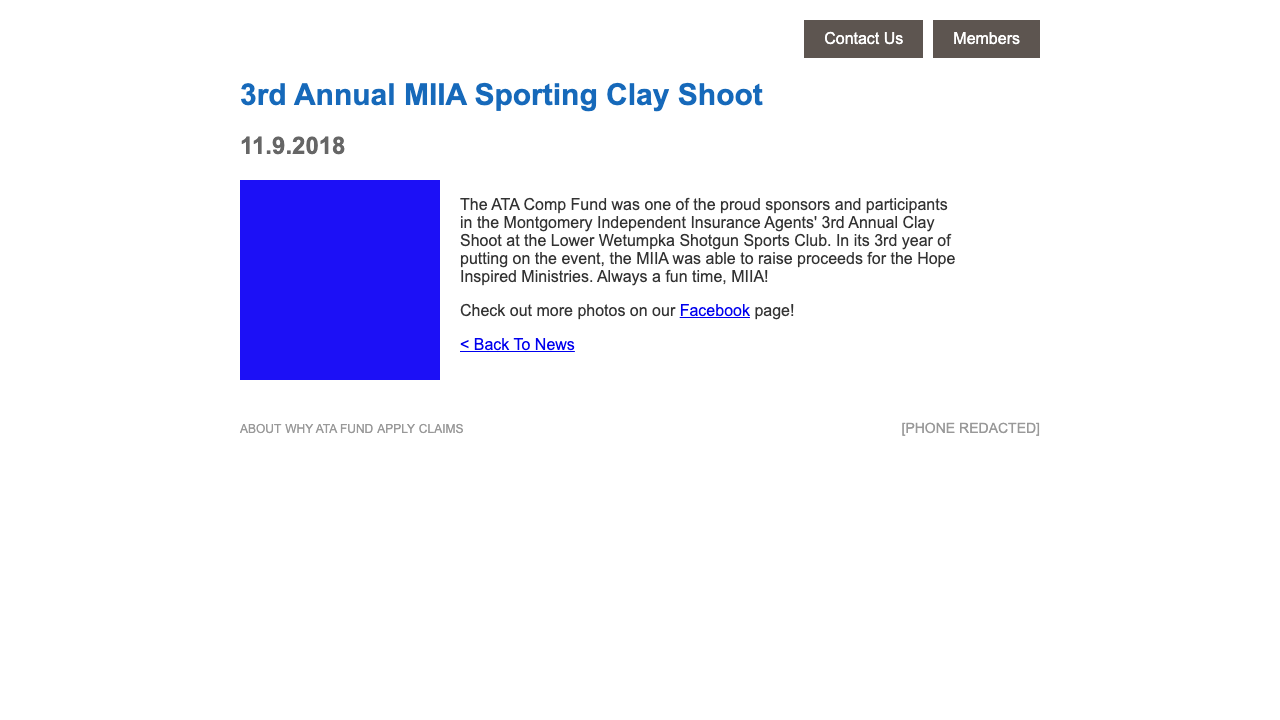 Contact Us Members
3rd Annual MIIA Sporting Clay Shoot
11.9.2018
The ATA Comp Fund was one of the proud sponsors and participants
in the Montgomery Independent Insurance Agents' 3rd Annual Clay
Shoot at the Lower Wetumpka Shotgun Sports Club. In its 3rd year of
putting on the event, the MIIA was able to raise proceeds for the Hope
Inspired Ministries. Always a fun time, MIIA!
Check out more photos on our Facebook page!
< Back To News
ABOUT WHY ATA FUND APPLY CLAIMS [PHONE REDACTED]